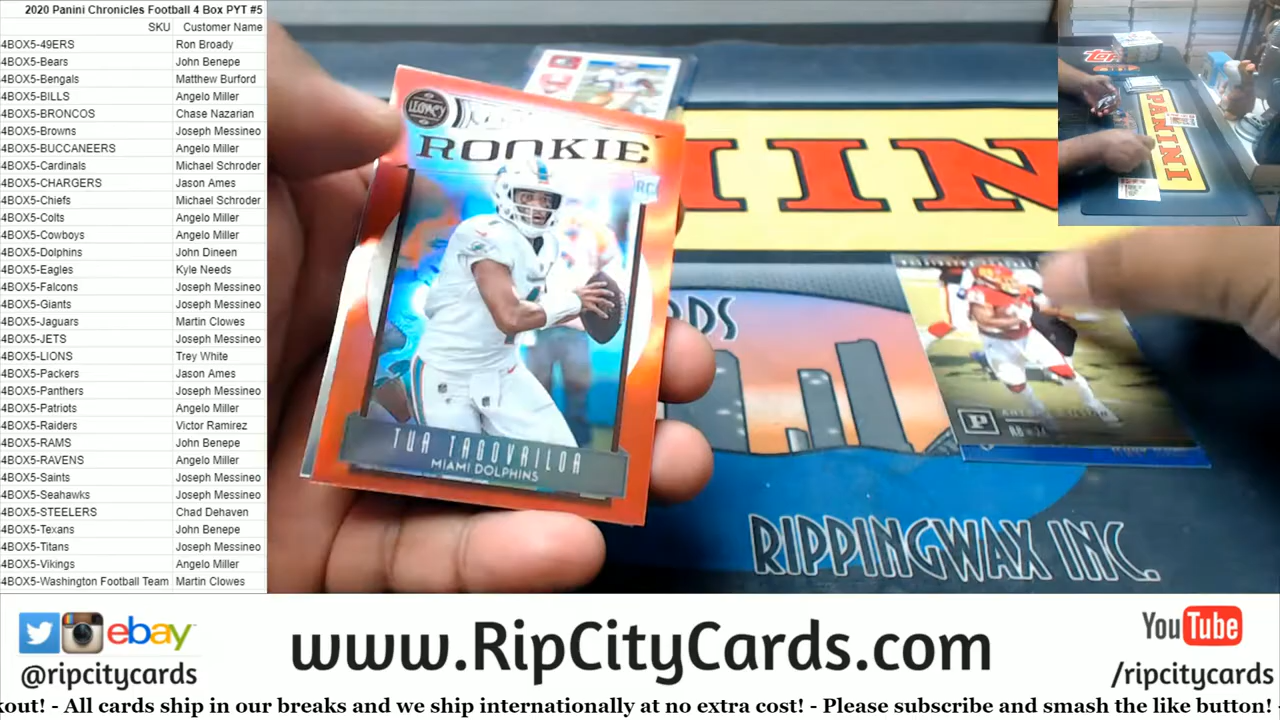 2020 Panini Chronicles Football 4 Box PYT #5
SKU Customer Name
4BOX5-49ERS Ron Broady
4BOX5-Bears John Benepe
4BOX5-Bengals Matthew Burford
4BOX5-BILLS Angelo Miller
4BOX5-BRONCOS Chase Nazarian
4BOX5-Browns Joseph Messineo
4BOX5-BUCCANEERS Angelo Miller
4BOX5-Cardinals Michael Schroder
4BOX5-CHARGERS Jason Ames
4BOX5-Chiefs Michael Schroder
4BOX5-Colts Angelo Miller
4BOX5-Cowboys Angelo Miller
4BOX5-Dolphins John Dineen
4BOX5-Eagles Kyle Needs
4BOX5-Falcons Joseph Messineo
4BOX5-Giants Joseph Messineo
4BOX5-Jaguars Martin Clowes
4BOX5-JETS Joseph Messineo
4BOX5-LIONS Trey White
4BOX5-Packers Jason Ames
4BOX5-Panthers Joseph Messineo
4BOX5-Patriots Angelo Miller
4BOX5-Raiders Victor Ramirez
4BOX5-RAMS John Benepe
4BOX5-RAVENS Angelo Miller
4BOX5-Saints Joseph Messineo
4BOX5-Seahawks Joseph Messineo
4BOX5-STEELERS Chad Dehaven
4BOX5-Texans John Benepe
4BOX5-Titans Joseph Messineo
4BOX5-Vikings Angelo Miller
4BOX5-Washington Football Team Martin Clowes
LEGACY
ROOKIE
RC
TUA TAGOVAILOA
MIAMI DOLPHINS
ININ
RDS
P
RB
RIPPINGWAX INC.
Topps
PANINI
ebay
@ripcitycards
www.RipCityCards.com
YouTube
/ripcitycards
kout! - All cards ship in our breaks and we ship internationally at no extra cost! - Please subscribe and smash the like button! -